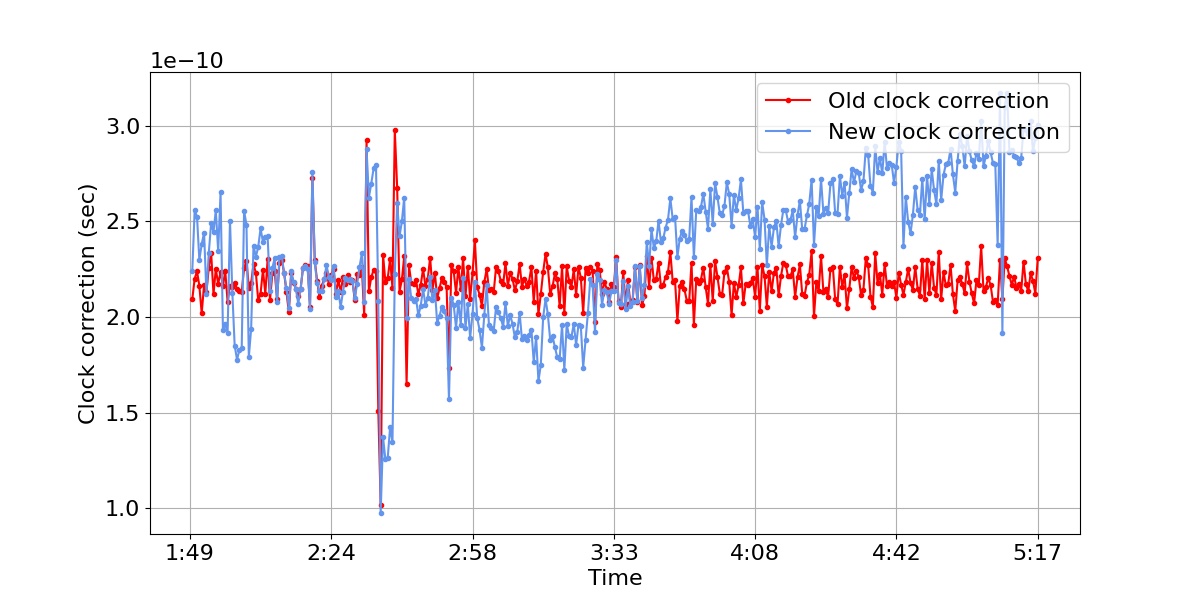 1e−10
Old clock correction
New clock correction
3.0
2.5
2.0
1.5
1.0
Clock correction (sec)
1:49 2:24 2:58 3:33 4:08 4:42 5:17
Time